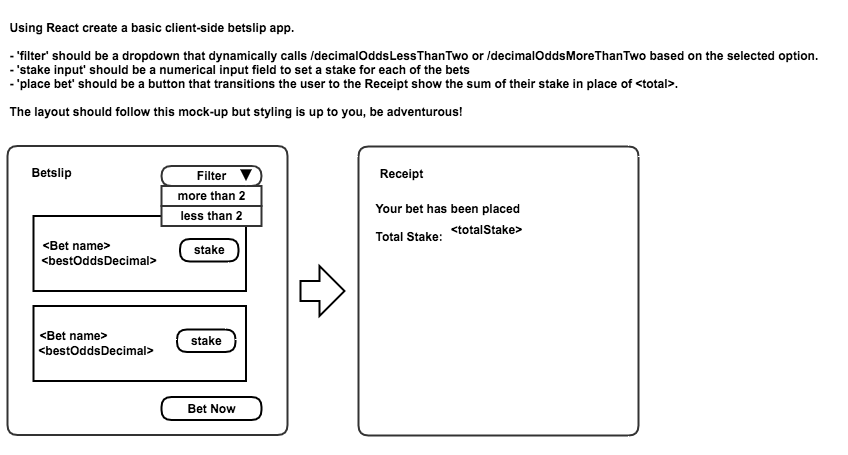 Using React create a basic client-side betslip app.
- 'filter' should be a dropdown that dynamically calls /decimalOddsLessThanTwo or /decimalOddsMoreThanTwo based on the selected option.
- 'stake input' should be a numerical input field to set a stake for each of the bets
- 'place bet' should be a button that transitions the user to the Receipt show the sum of their stake in place of <total>.
The layout should follow this mock-up but styling is up to you, be adventurous!
Betslip
Filter
more than 2
less than 2
<Bet name>
<bestOddsDecimal>
stake
<Bet name>
<bestOddsDecimal>
stake
Bet Now
Receipt
Your bet has been placed
Total Stake: <totalStake>